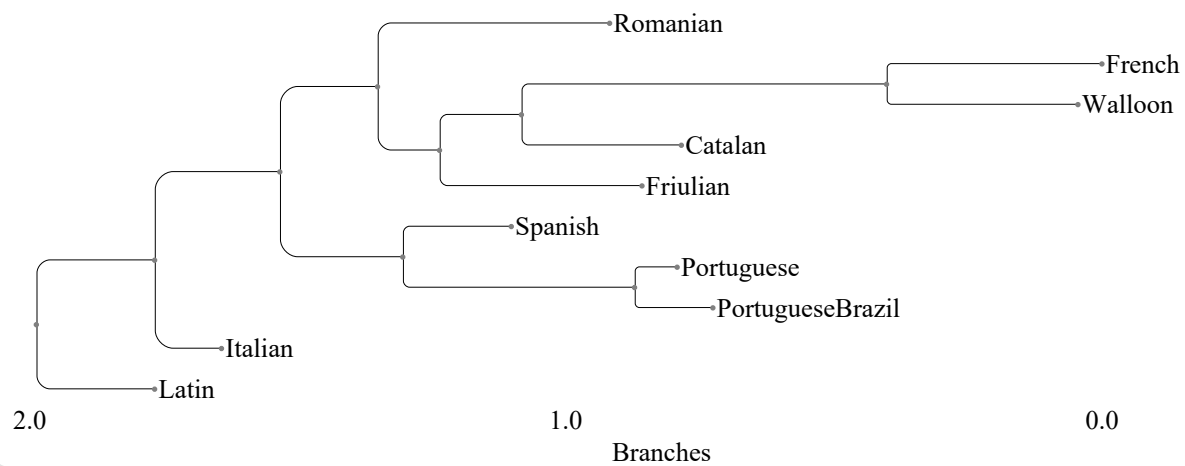 Romanian
French
Walloon
Catalan
Friulian
Spanish
Portuguese
PortugueseBrazil
Italian
Latin
2.0 1.0 0.0
Branches